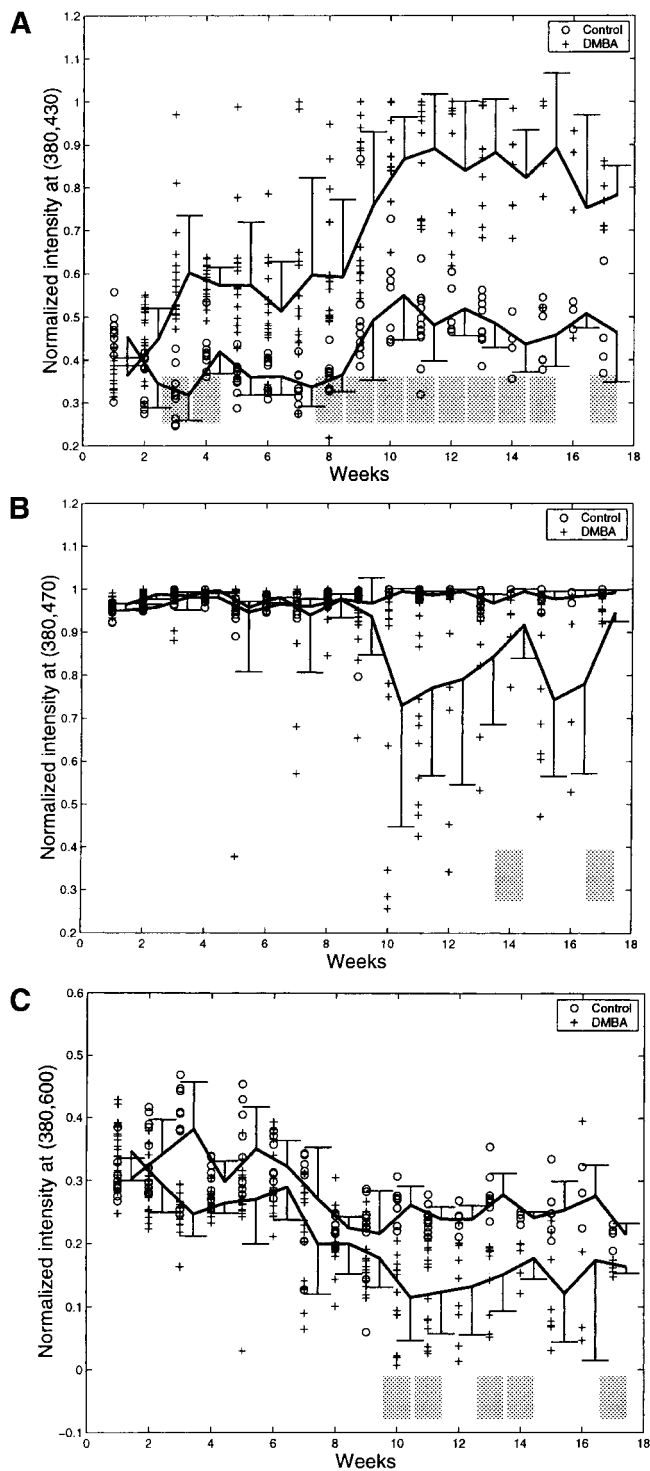 A
1.2
1.1
1
0.9
0.8
0.7
0.6
0.5
0.4
0.3
0.2
Normalized intensity at (380,430)
Control
DMBA
0 2 4 6 8 10 12 14 16 18
Weeks
B
1.2
1.1
1
0.9
0.8
0.7
0.6
0.5
0.4
0.3
0.2
Normalized intensity at (380,470)
Control
DMBA
0 2 4 6 8 10 12 14 16 18
Weeks
C
0.6
0.5
0.4
0.3
0.2
0.1
0
−0.1
Normalized intensity at (380,600)
Control
DMBA
0 2 4 6 8 10 12 14 16 18
Weeks